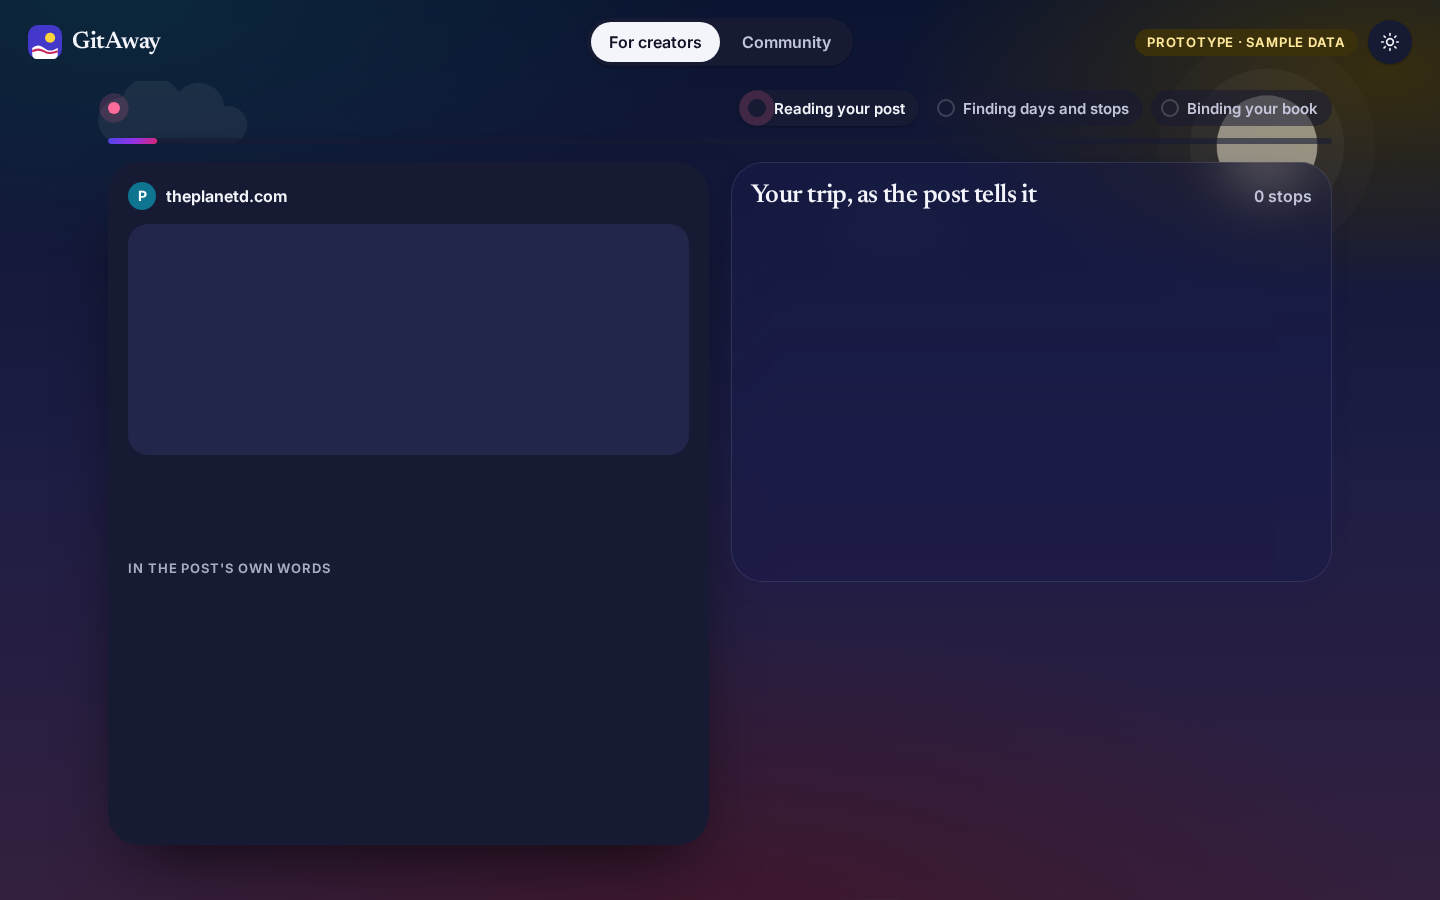 GitAway
For creators
Community
PROTOTYPE · SAMPLE DATA
Reading your post
Finding days and stops
Binding your book
P
theplanetd.com
Your trip, as the post tells it
0 stops
IN THE POST'S OWN WORDS